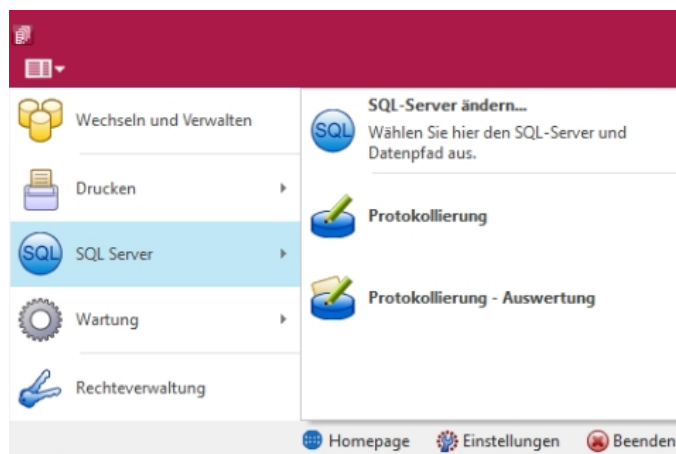 Wechseln und Verwalten
Drucken
SQL
SQL Server
Wartung
Rechteverwaltung
SQL
SQL-Server ändern...
Wählen Sie hier den SQL-Server und
Datenpfad aus.
Protokollierung
Protokollierung - Auswertung
Homepage
Einstellungen
Beenden